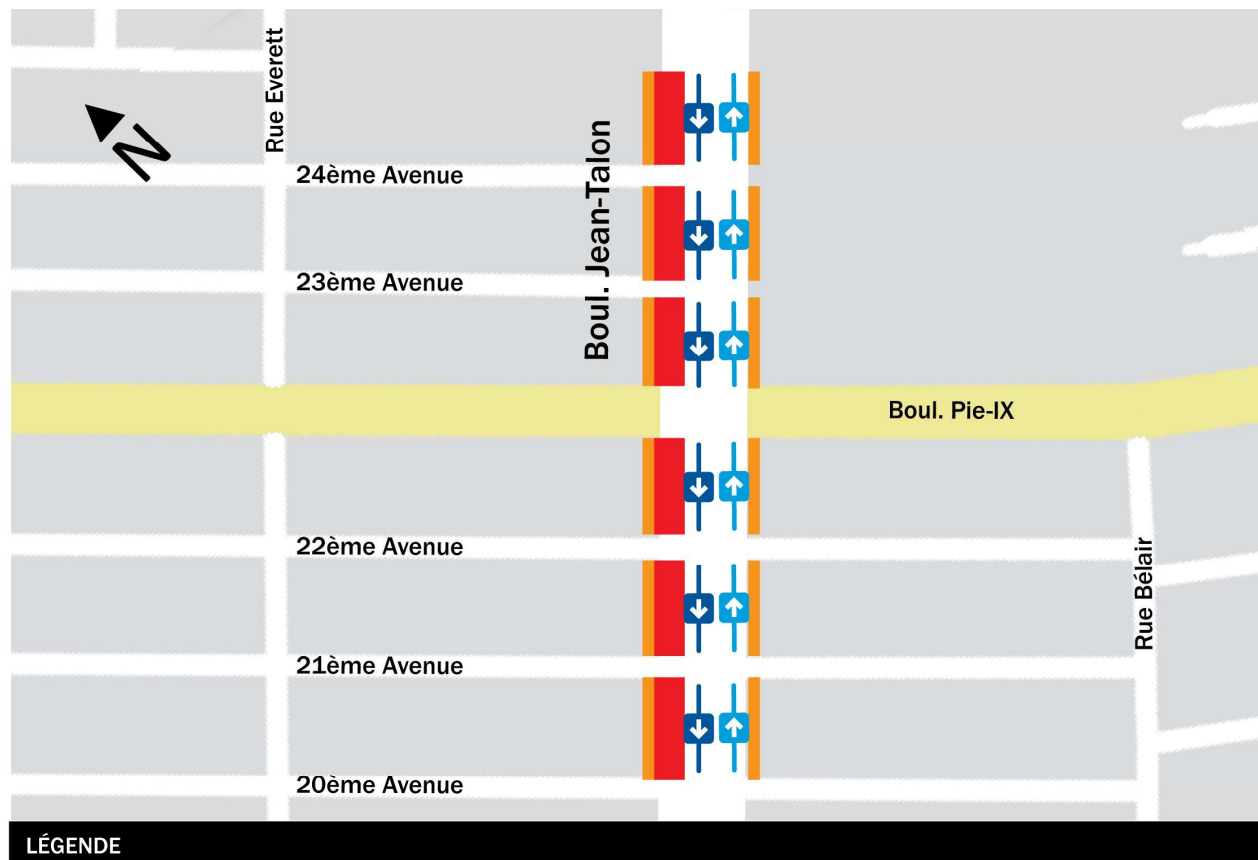 Rue Everett
N
24ème Avenue
Boul. Jean-Talon
23ème Avenue
Boul. Pie-IX
22ème Avenue
Rue Bélair
21ème Avenue
20ème Avenue
LÉGENDE